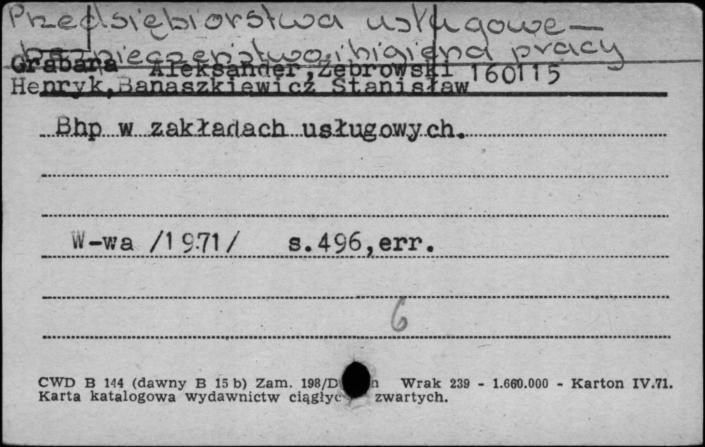 Przedsiębiorstwa usługowe —
bezpieczeństwo i higiena pracy
Grabara Aleksander, Żebrowski 160115
Henryk, Banaszkiewicz Stanisław
Bhp w zakładach usługowych.
W-wa /1971/ s.496, err.
6
CWD B 144 (dawny B 15 b) Zam. 198/D Wrak 239 - 1.660.000 - Karton IV.71.
Karta katalogowa wydawnictw ciągłyc zwartych.